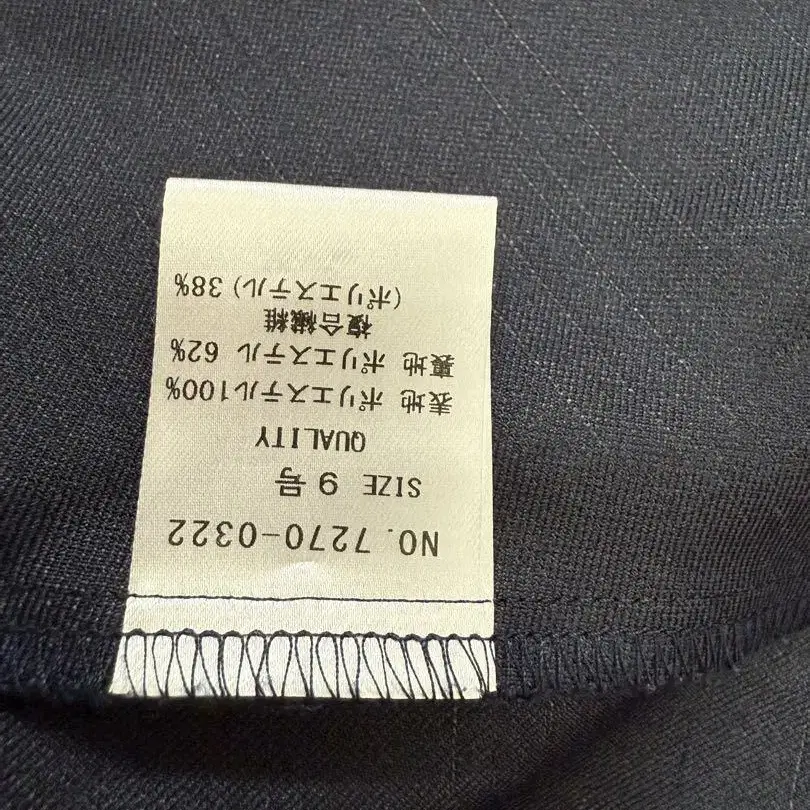 NO. 7270-0322
SIZE 9号
QUALITY
表地 ポリエステル100%
裏地 ポリエステル 62%
複合繊維
(ポリエステル) 38%